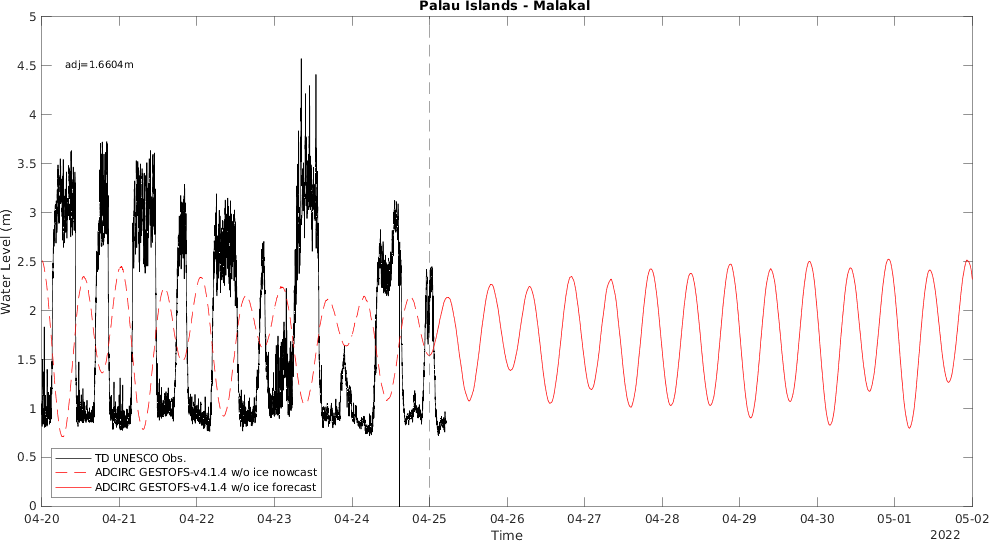 Palau Islands - Malakal
5
4.5
4
3.5
3
2.5
2
1.5
1
0.5
0
Water Level (m)
adj=1.6604m
TD UNESCO Obs.
ADCIRC GESTOFS-v4.1.4 w/o ice nowcast
ADCIRC GESTOFS-v4.1.4 w/o ice forecast
04-20 04-21 04-22 04-23 04-24 04-25 04-26 04-27 04-28 04-29 04-30 05-01 05-02
Time
2022